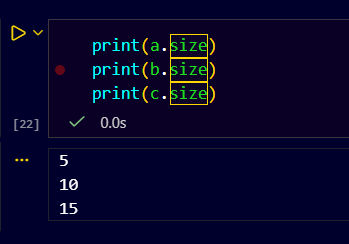 print(a.size)
print(b.size)
print(c.size)
[22]
0.0s
...
5
10
15